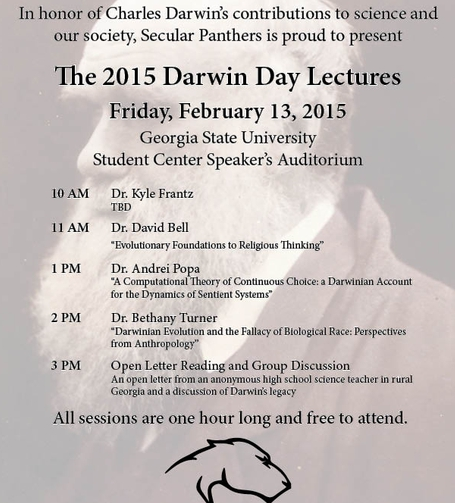 In honor of Charles Darwin's contributions to science and
our society, Secular Panthers is proud to present
The 2015 Darwin Day Lectures
Friday, February 13, 2015
Georgia State University
Student Center Speaker's Auditorium
10 AM Dr. Kyle Frantz
TBD
11 AM Dr. David Bell
"Evolutionary Foundations to Religious Thinking"
1 PM Dr. Andrei Popa
"A Computational Theory of Continuous Choice: a Darwinian Account
for the Dynamics of Sentient Systems"
2 PM Dr. Bethany Turner
"Darwinian Evolution and the Fallacy of Biological Race: Perspectives
from Anthropology"
3 PM Open Letter Reading and Group Discussion
An open letter from an anonymous high school science teacher in rural
Georgia and a discussion of Darwin's legacy
All sessions are one hour long and free to attend.